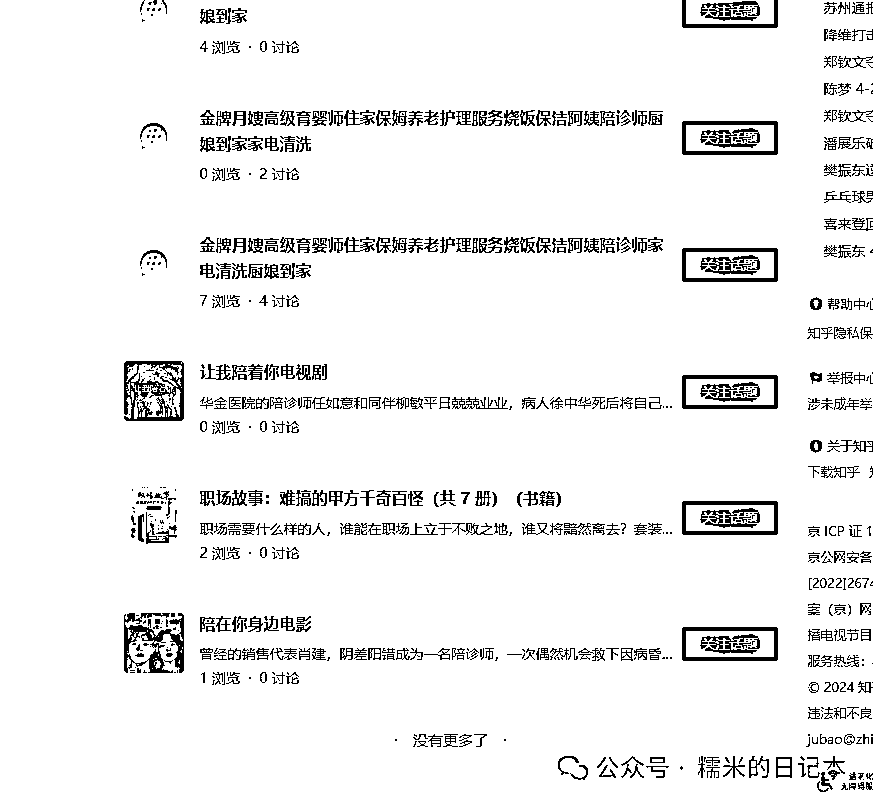 娘到家
关注话题
4 浏览 · 0 讨论
金牌月嫂高级育婴师住家保姆养老护理服务烧饭保洁阿姨陪诊师厨
娘到家家电清洗
关注话题
0 浏览 · 2 讨论
金牌月嫂高级育婴师住家保姆养老护理服务烧饭保洁阿姨陪诊师家
电清洗厨娘到家
关注话题
7 浏览 · 4 讨论
让我陪着你电视剧
华金医院的陪诊师任如意和同伴柳敏平日兢兢业业，病人徐中华死后将自己...
关注话题
0 浏览 · 0 讨论
职场故事：难搞的甲方千奇百怪（共 7 册）（书籍）
职场需要什么样的人，谁能在职场上立于不败之地，谁又将黯然离去？套装...
关注话题
2 浏览 · 0 讨论
陪在你身边电影
曾经的销售代表肖建，阴差阳错成为一名陪诊师，一次偶然机会救下因病昏...
关注话题
1 浏览 · 0 讨论
· 没有更多了 ·
苏州通报
降维打击
郑钦文夺
陈梦 4-2
郑钦文夺
潘展乐破
樊振东逆
乒乓球男
喜来登回
樊振东 4
帮助中心
知乎隐私保
举报中心
涉未成年举
关于知乎
下载知乎
京 ICP 证 1
京公网安备
[2022]2674
案（京）网
播电视节目
服务热线：
© 2024 知
违法和不良
jubao@zhi
公众号 · 糯米的日记本